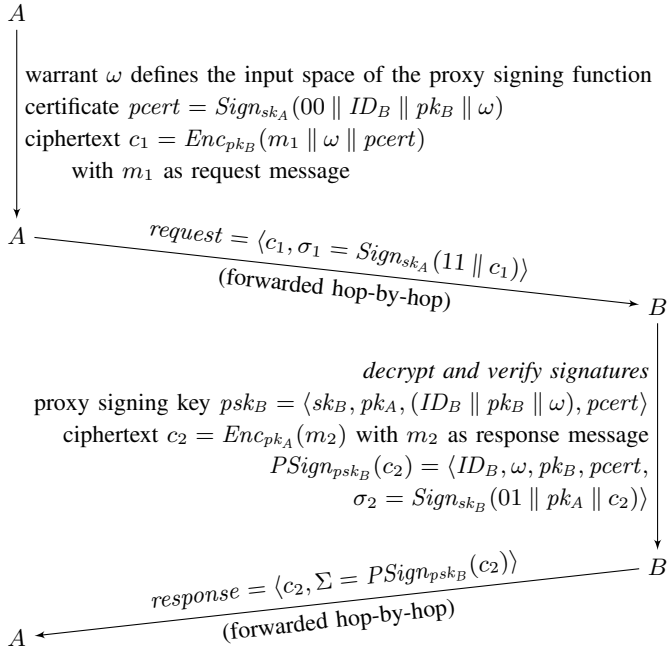 A
warrant ω defines the input space of the proxy signing function
certificate pcert = Sign_{sk_A}(00 ∥ ID_B ∥ pk_B ∥ ω)
ciphertext c_1 = Enc_{pk_B}(m_1 ∥ ω ∥ pcert)
with m_1 as request message
A
request = ⟨c_1, σ_1 = Sign_{sk_A}(11 ∥ c_1)⟩
(forwarded hop-by-hop)
B
decrypt and verify signatures
proxy signing key psk_B = ⟨sk_B, pk_A, (ID_B ∥ pk_B ∥ ω), pcert⟩
ciphertext c_2 = Enc_{pk_A}(m_2) with m_2 as response message
PSign_{psk_B}(c_2) = ⟨ID_B, ω, pk_B, pcert,
σ_2 = Sign_{sk_B}(01 ∥ pk_A ∥ c_2)⟩
B
response = ⟨c_2, Σ = PSign_{psk_B}(c_2)⟩
(forwarded hop-by-hop)
A